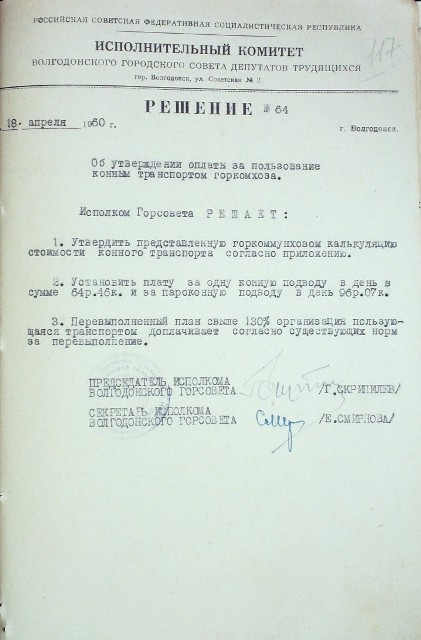 РОССИЙСКАЯ СОВЕТСКАЯ ФЕДЕРАТИВНАЯ СОЦИАЛИСТИЧЕСКАЯ РЕСПУБЛИКА
117
ИСПОЛНИТЕЛЬНЫЙ КОМИТЕТ
ВОЛГОДОНСКОГО ГОРОДСКОГО СОВЕТА ДЕПУТАТОВ ТРУДЯЩИХСЯ
гор. Волгодонск, ул. Советская № 2
РЕШЕНИЕ № 64
18. апреля 1960 г.
г. Волгодонск.
Об утверждении оплаты за пользование
конным транспортом горкомхоза.
Исполком Горсовета Р Е Ш А Е Т :
1. Утвердить представленную горкоммунхозом калькуляцию
стоимости конного транспорта согласно приложению.
2. Установить плату за одну конную подводу в день в
сумме 64р.46к. и за пароконную подводу в день 96р.07к.
3. Перевыполненный план свыше 130% организация пользую-
щаяся транспортом доплачивает согласно существующих норм
за перевыполнение.
ПРЕДСЕДАТЕЛЬ ИСПОЛКОМА
ВОЛГОДОНСКОГО ГОРСОВЕТА /Г.СКРИПИЛЕВ/
СЕКРЕТАРЬ ИСПОЛКОМА
ВОЛГОДОНСКОГО ГОРСОВЕТА /Е.СМИРНОВА/